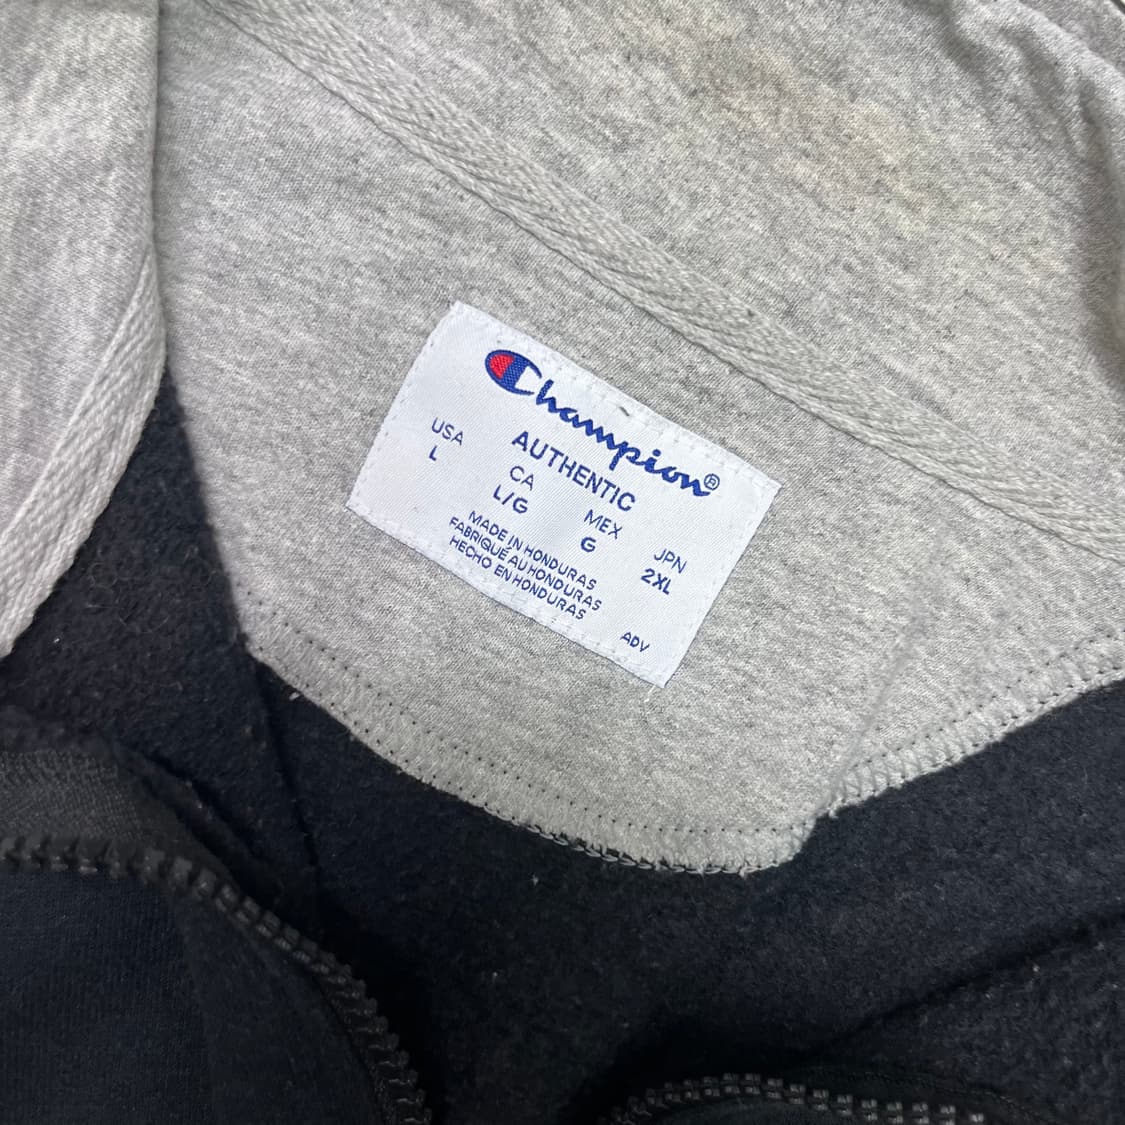 Champion®
AUTHENTIC
USA CA MEX JPN
L L/G G 2XL
MADE IN HONDURAS
FABRIQUÉ AU HONDURAS
HECHO EN HONDURAS
ADV